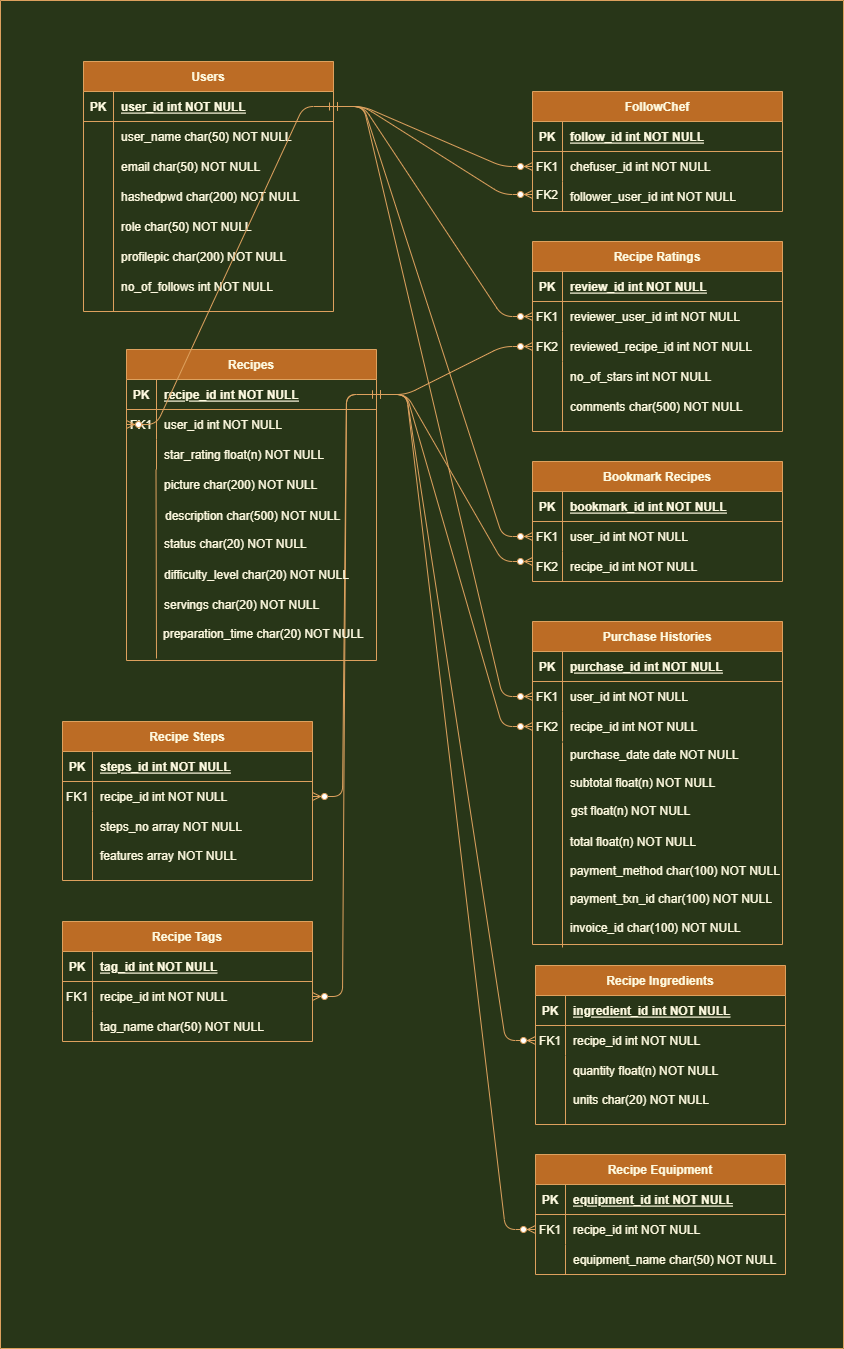 Users
PK user_id int NOT NULL
user_name char(50) NOT NULL
email char(50) NOT NULL
hashedpwd char(200) NOT NULL
role char(50) NOT NULL
profilepic char(200) NOT NULL
no_of_follows int NOT NULL
Recipes
PK recipe_id int NOT NULL
FK1 user_id int NOT NULL
star_rating float(n) NOT NULL
picture char(200) NOT NULL
description char(500) NOT NULL
status char(20) NOT NULL
difficulty_level char(20) NOT NULL
servings char(20) NOT NULL
preparation_time char(20) NOT NULL
Recipe Steps
PK steps_id int NOT NULL
FK1 recipe_id int NOT NULL
steps_no array NOT NULL
features array NOT NULL
Recipe Tags
PK tag_id int NOT NULL
FK1 recipe_id int NOT NULL
tag_name char(50) NOT NULL
FollowChef
PK follow_id int NOT NULL
FK1 chefuser_id int NOT NULL
FK2 follower_user_id int NOT NULL
Recipe Ratings
PK review_id int NOT NULL
FK1 reviewer_user_id int NOT NULL
FK2 reviewed_recipe_id int NOT NULL
no_of_stars int NOT NULL
comments char(500) NOT NULL
Bookmark Recipes
PK bookmark_id int NOT NULL
FK1 user_id int NOT NULL
FK2 recipe_id int NOT NULL
Purchase Histories
PK purchase_id int NOT NULL
FK1 user_id int NOT NULL
FK2 recipe_id int NOT NULL
purchase_date date NOT NULL
subtotal float(n) NOT NULL
gst float(n) NOT NULL
total float(n) NOT NULL
payment_method char(100) NOT NULL
payment_txn_id char(100) NOT NULL
invoice_id char(100) NOT NULL
Recipe Ingredients
PK ingredient_id int NOT NULL
FK1 recipe_id int NOT NULL
quantity float(n) NOT NULL
units char(20) NOT NULL
Recipe Equipment
PK equipment_id int NOT NULL
FK1 recipe_id int NOT NULL
equipment_name char(50) NOT NULL